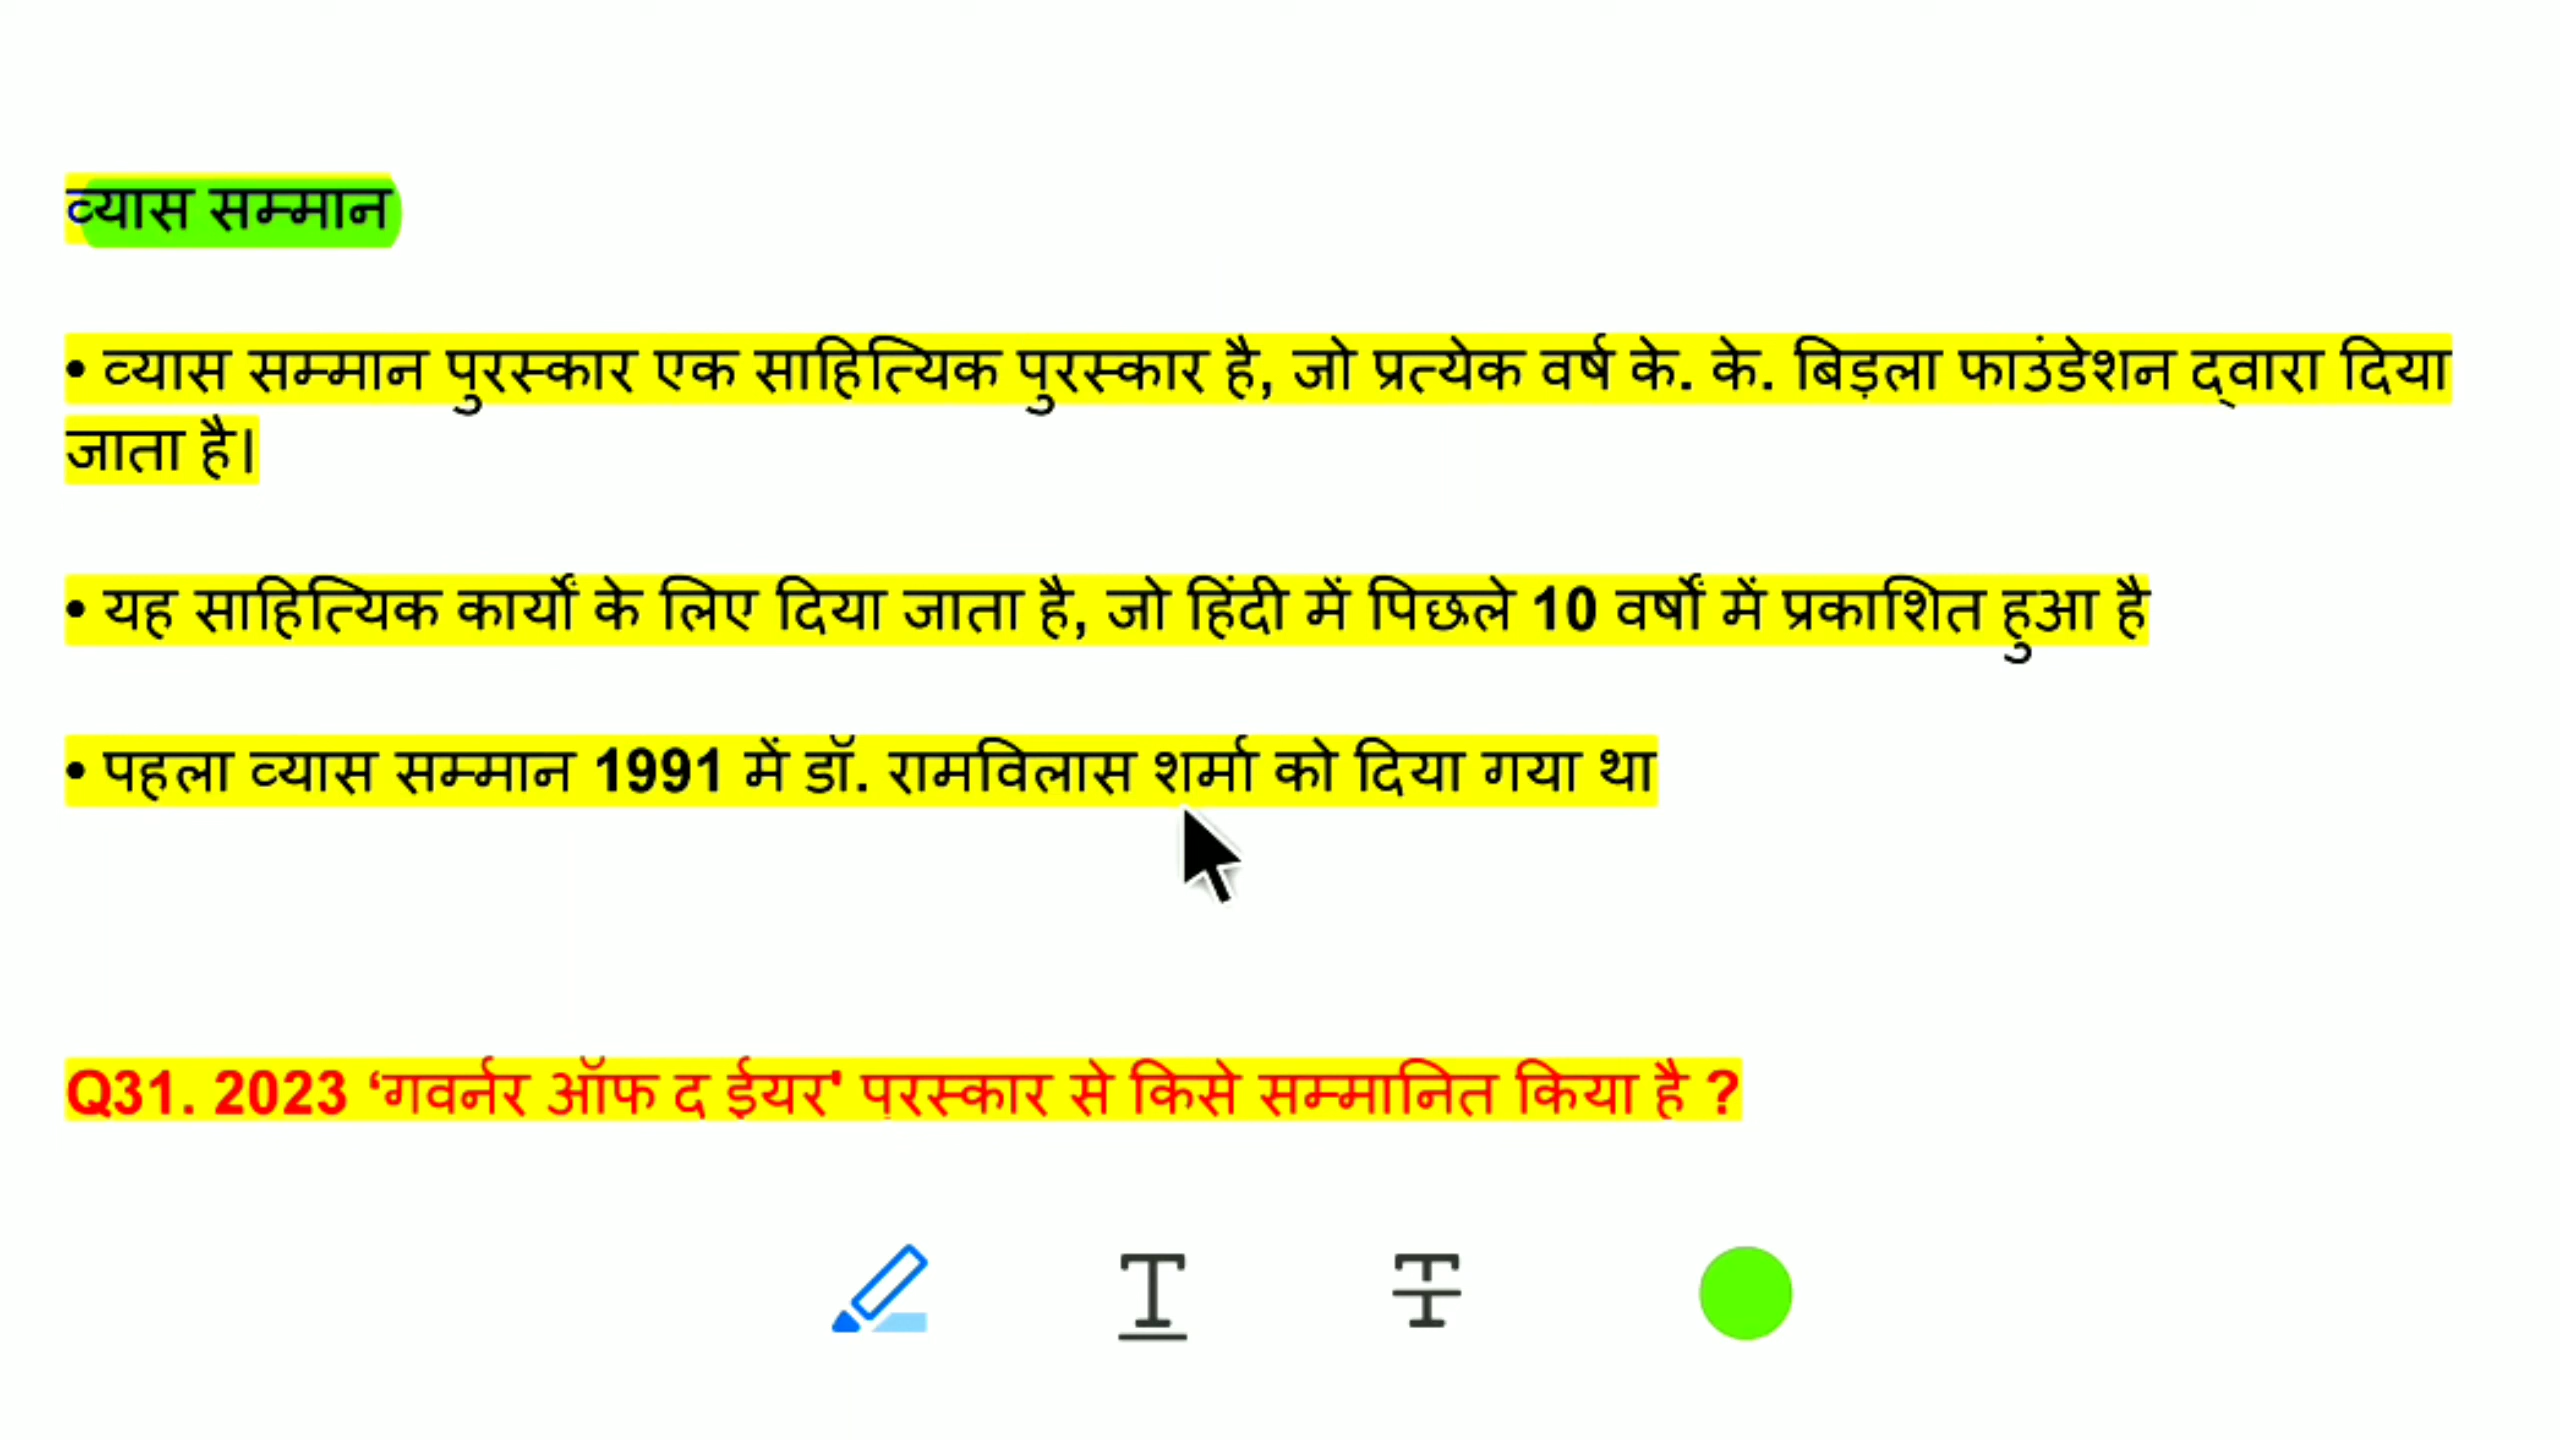 व्यास सम्मान
• व्यास सम्मान पुरस्कार एक साहित्यिक पुरस्कार है, जो प्रत्येक वर्ष के. के. बिड़ला फाउंडेशन द्वारा दिया
जाता है।
• यह साहित्यिक कार्यों के लिए दिया जाता है, जो हिंदी में पिछले 10 वर्षों में प्रकाशित हुआ है
• पहला व्यास सम्मान 1991 में डॉ. रामविलास शर्मा को दिया गया था
Q31. 2023 ‘गवर्नर ऑफ द ईयर' पुरस्कार से किसे सम्मानित किया है ?